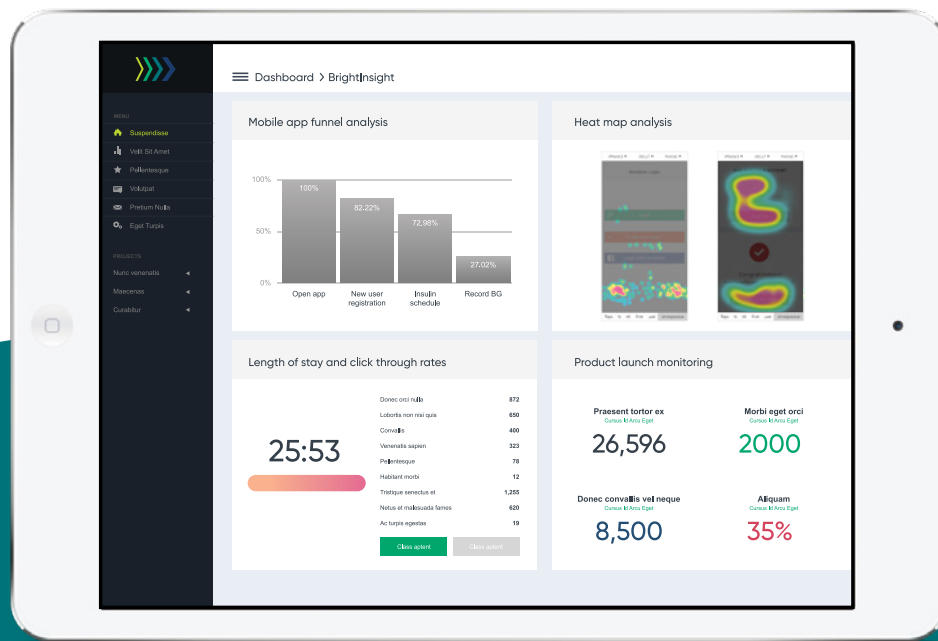 Dashboard > BrightInsight
MENU
Suspendisse
Velit Sit Amet
Pellentesque
Volutpat
Pretium Nulla
Eget Turpis
PROJECTS
Nunc venenatis
Maecenas
Curabitur
Mobile app funnel analysis
100%
50%
0%
100%
82.22%
72,98%
27.02%
Open app
New user
registration
Insulin
schedule
Record BG
Heat map analysis
Length of stay and click through rates
25:53
Donec orci nulla 872
Lobortis non nisi quis 650
Convallis 400
Venenatis sapien 323
Pellentesque 78
Habitant morbi 12
Tristique senectus et 1,255
Netus et malesuada fames 620
Ac turpis egestas 19
Class aptent
Class aptent
Product launch monitoring
Praesent tortor ex
Cursus Id Arcu Eget
26,596
Morbi eget orci
Cursus Id Arcu Eget
2000
Donec convallis vel neque
Cursus Id Arcu Eget
8,500
Aliquam
Cursus Id Arcu Eget
35%